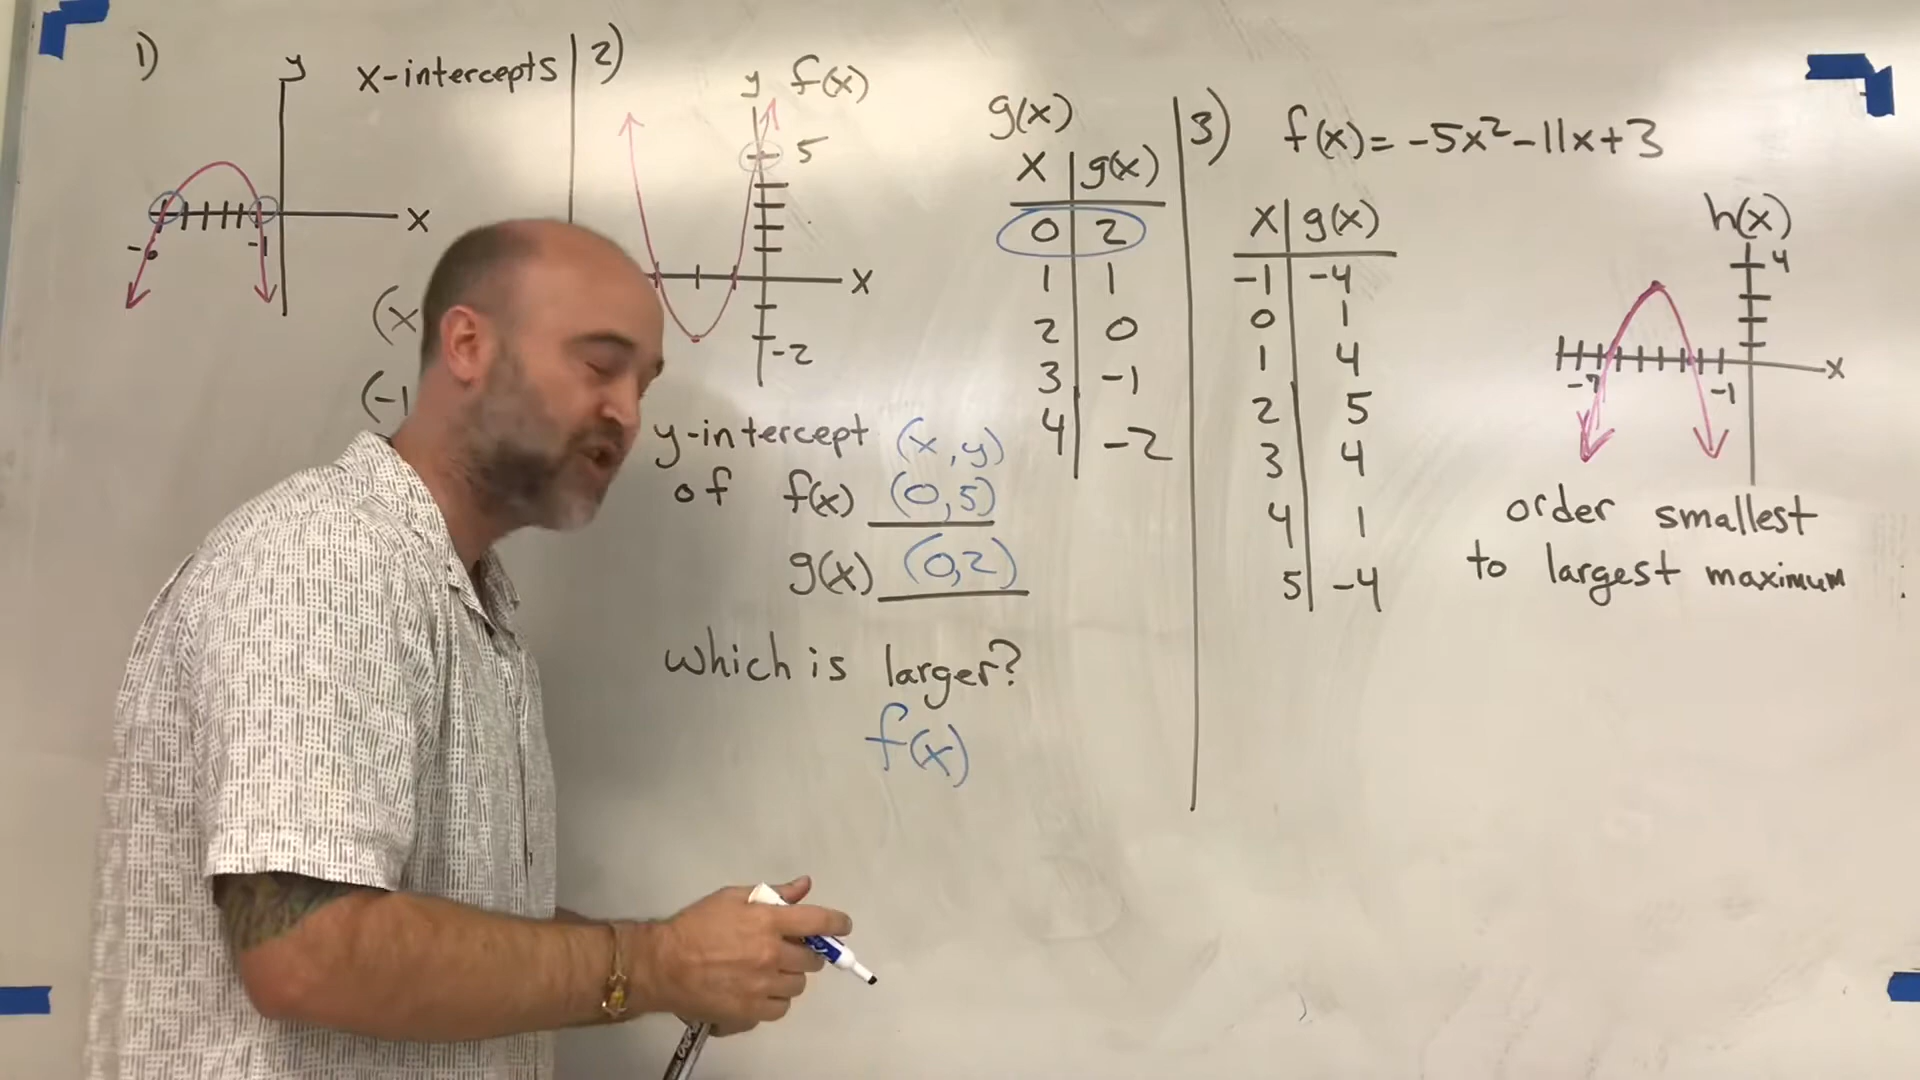 1)
y
x-intercepts
x
-6
-1
(x
(-1
2)
y f(x)
5
x
-2
g(x)
x g(x)
0 2
1 1
2 0
3 -1
4 -2
y-intercept (x,y)
of f(x) (0,5)
g(x) (0,2)
which is larger?
f(x)
3) f(x)= -5x²-11x+3
x g(x)
-1 -4
0 1
1 4
2 5
3 4
4 1
5 -4
h(x)
4
x
-7
-1
order smallest
to largest maximum